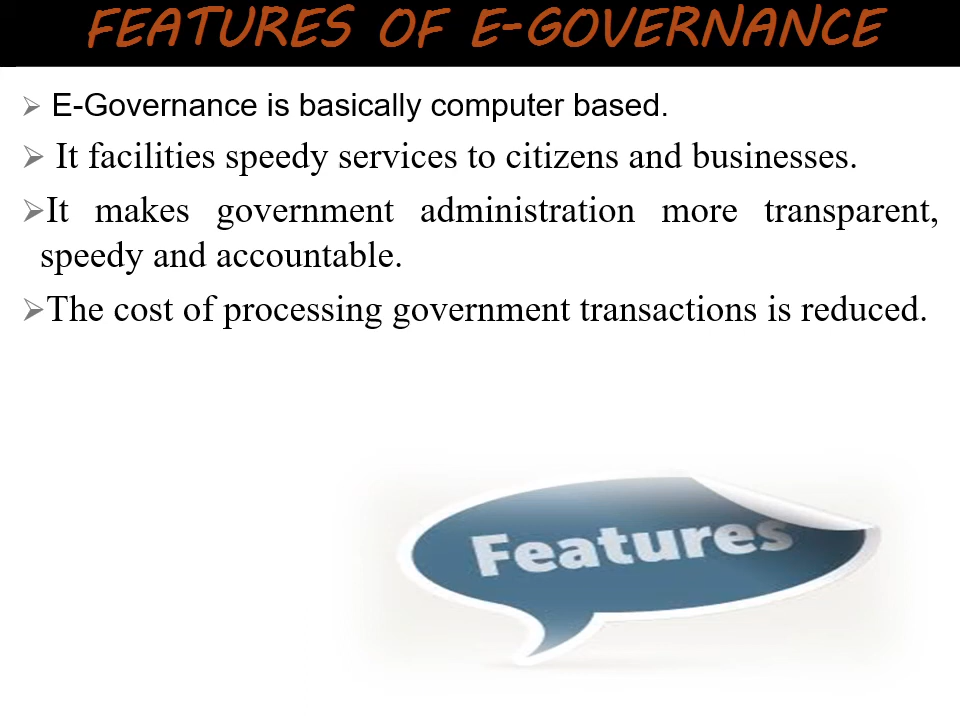 FEATURES OF E-GOVERNANCE
➢ E-Governance is basically computer based.
➢ It facilities speedy services to citizens and businesses.
➢It makes government administration more transparent,
speedy and accountable.
➢The cost of processing government transactions is reduced.
Features